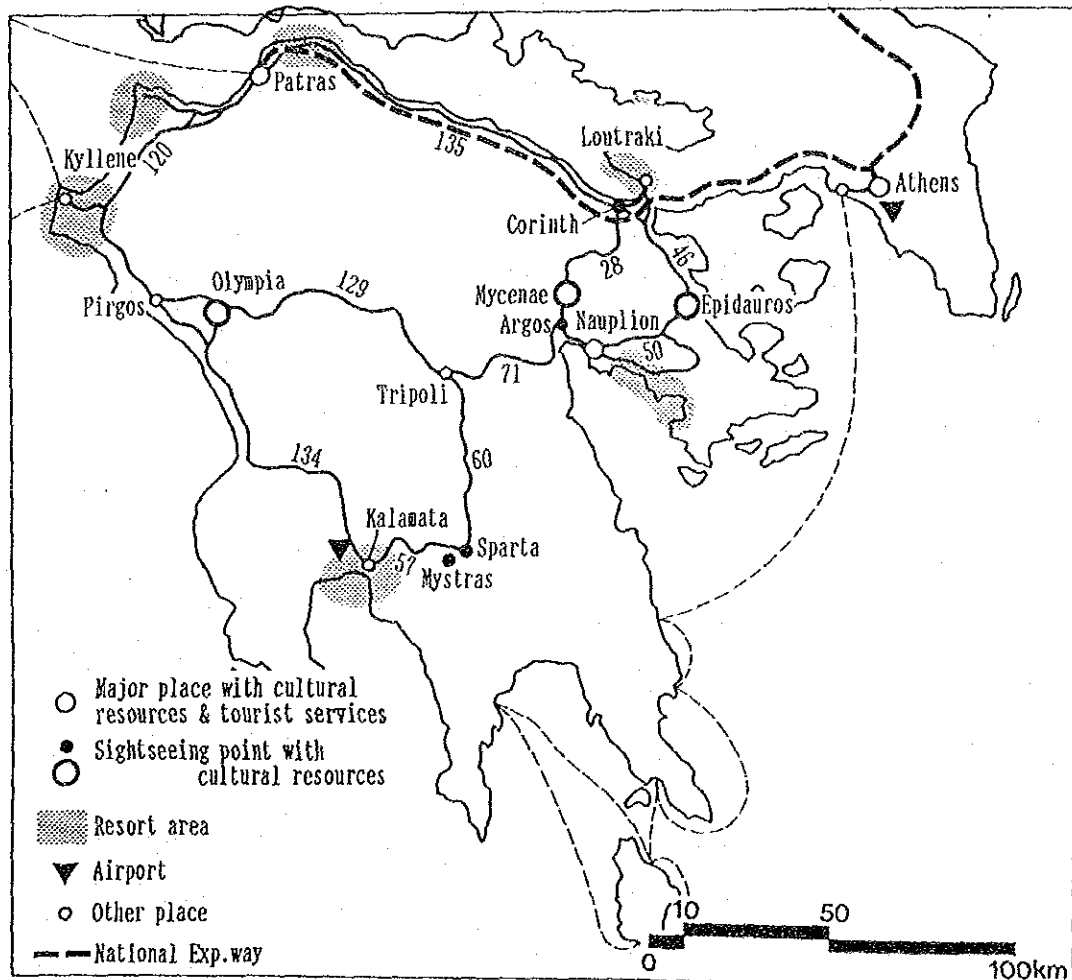 Patras
Loutraki
Kyllene
120
135
Athens
Corinth
46
28
Olympia
129
Mycenae
Epidauros
Pirgos
Argos
Nauplion
50
71
Tripoli
60
134
Kalamata
Sparta
57
Mystras
Major place with cultural
resources & tourist services
Sightseeing point with
cultural resources
Resort area
Airport
Other place
National Exp.way
10
50
0
100km